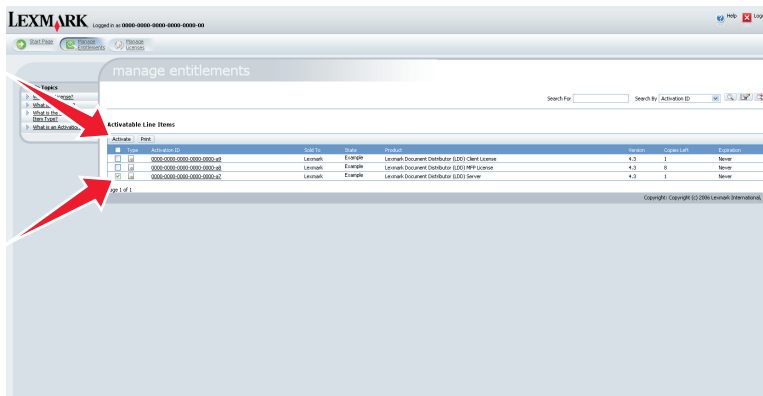 LEXMARK Logged in as 0000-0000-0000-0000-0000-00
Help
Start Page
Manage Entitlements
Manage Licenses
manage entitlements
Topics
What is the
Item Type?
What is an
Search For
Search By Activation ID
Activatable Line Items
Activate Print
Type Activation ID Sold To State Product Version Copies Left Expiration
0000-0000-0000-0000-0000-a9 Lexmark Example Lexmark Document Distributor (LDD) Client License 4.3 1 Never
0000-0000-0000-0000-0000-a8 Lexmark Example Lexmark Document Distributor (LDD) MFP License 4.3 8 Never
0000-0000-0000-0000-0000-a7 Lexmark Example Lexmark Document Distributor (LDD) Server 4.3 1 Never
1 of 1
Copyright: Copyright (c) 2006 Lexmark International,